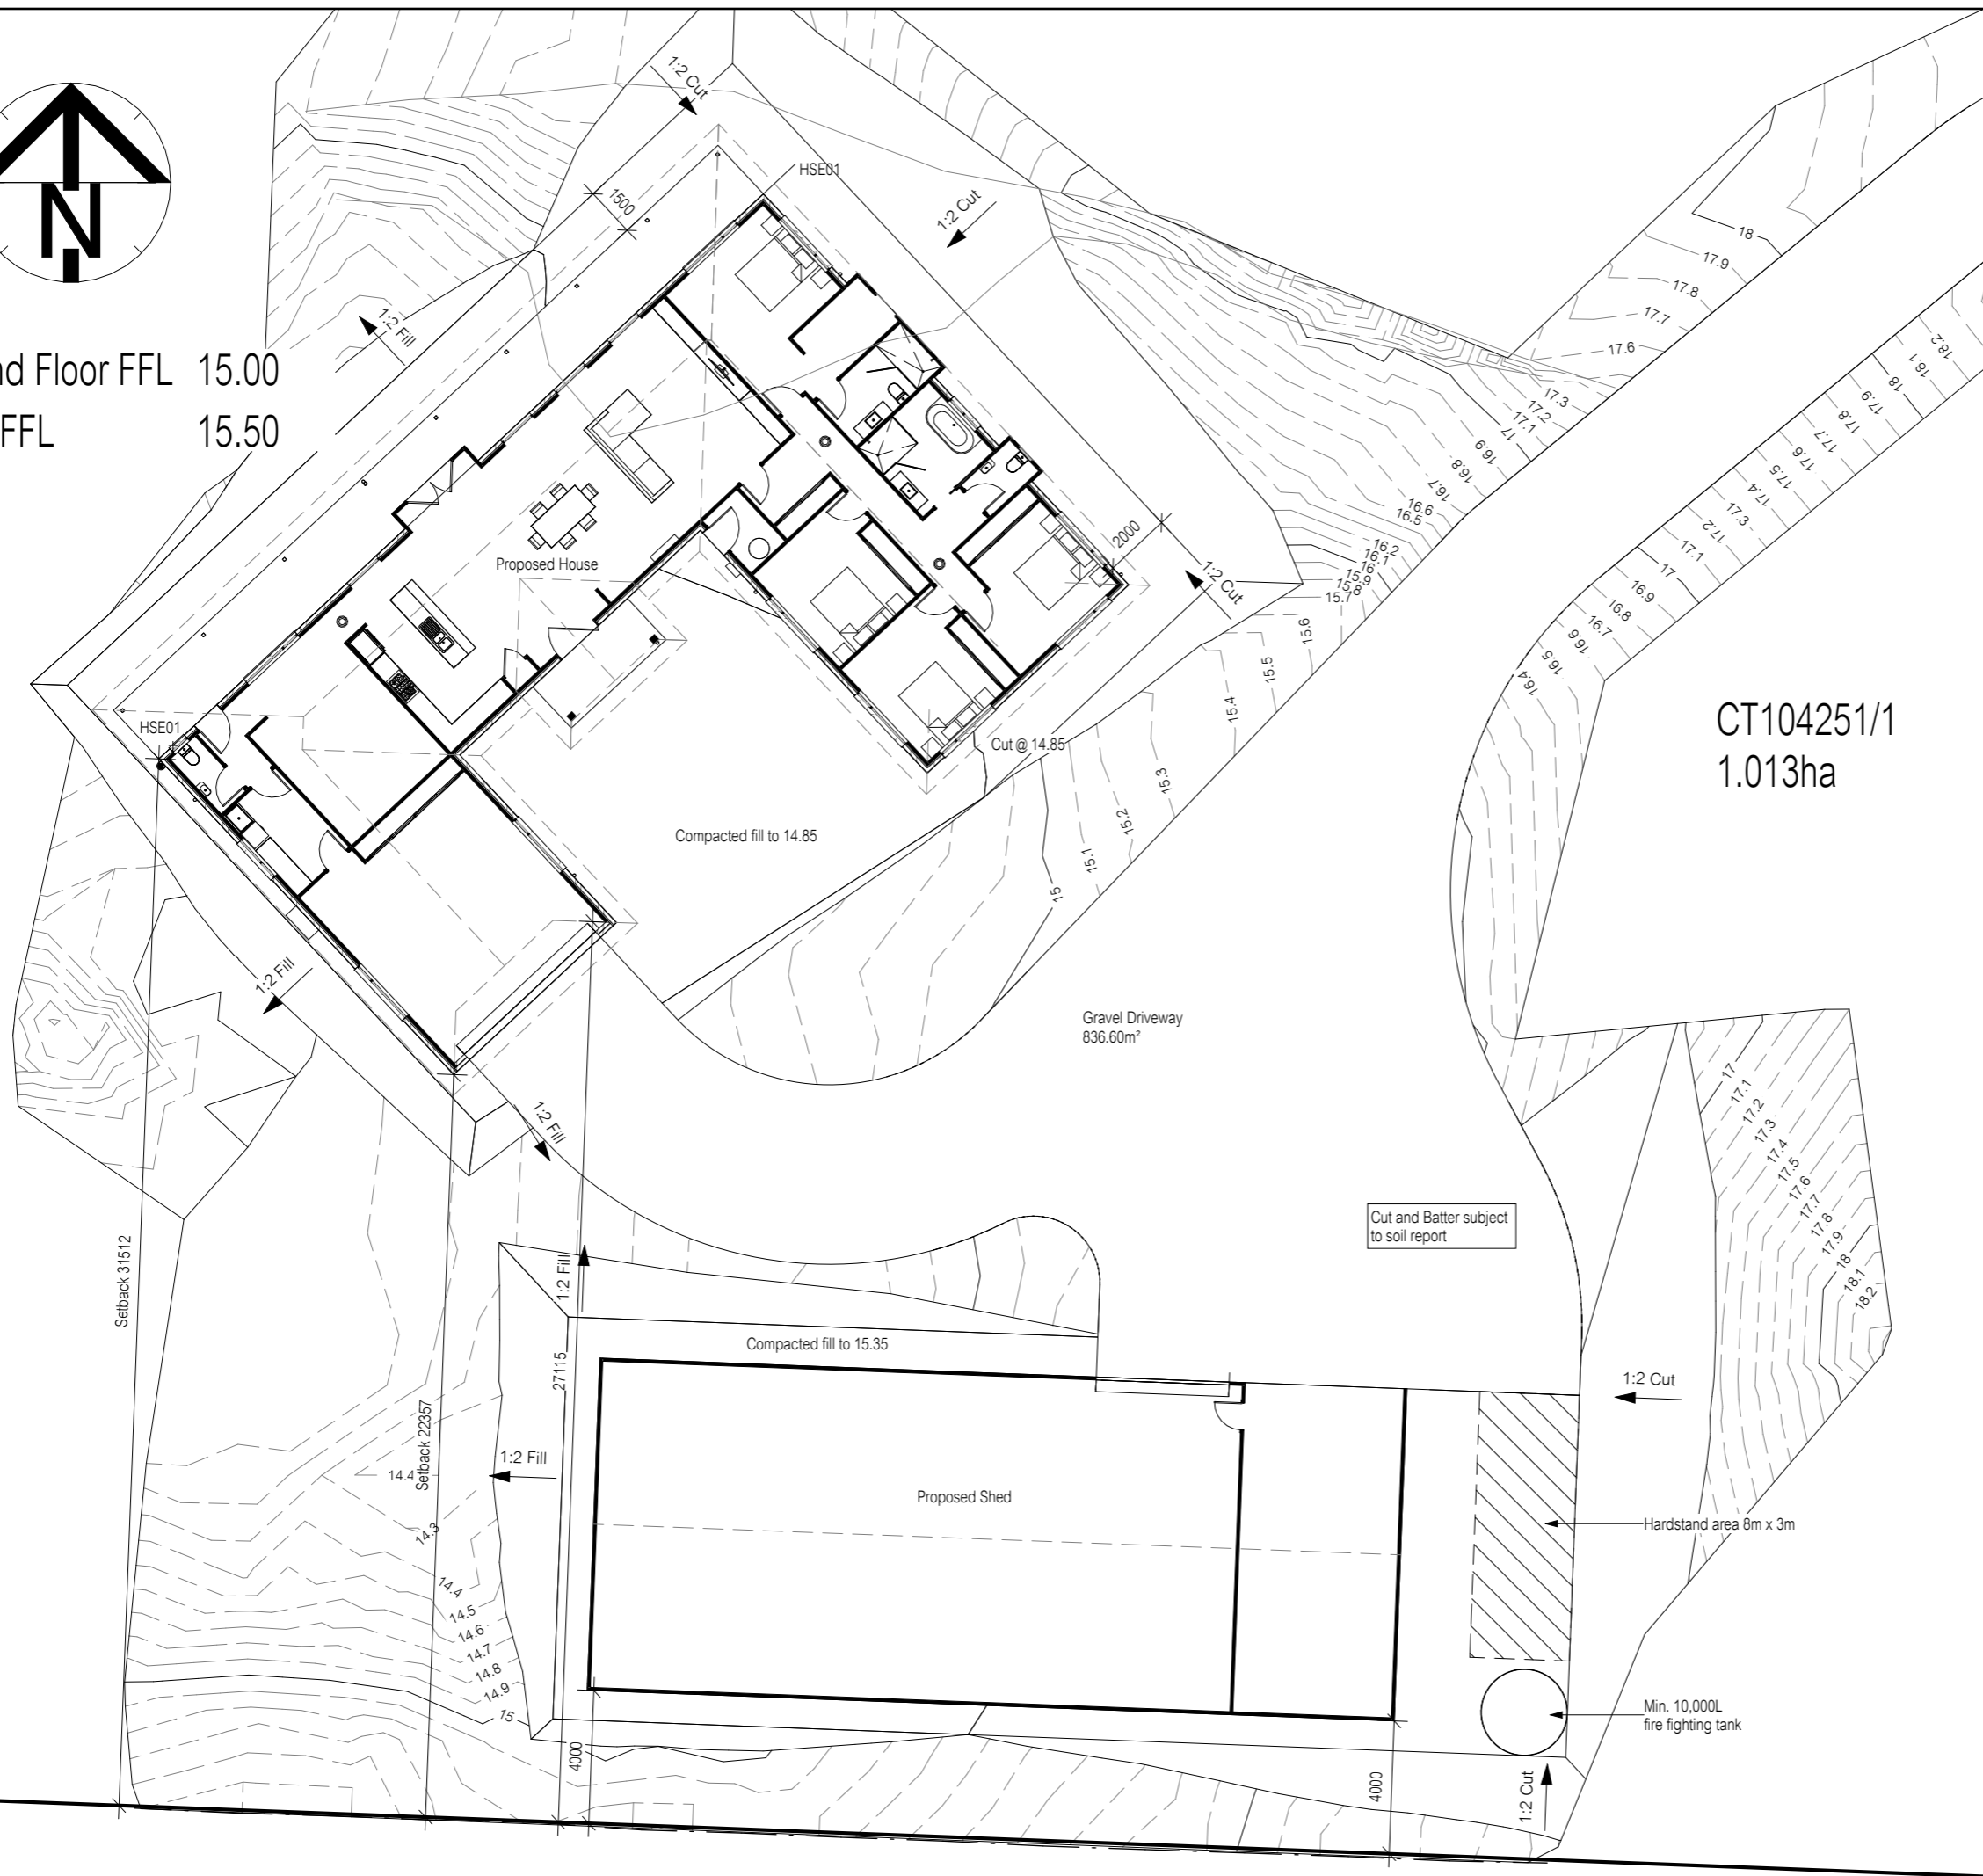 N
nd Floor FFL 15.00
FFL 15.50
1:2 Cut
HSE01
1500
1:2 Cut
1:2 Fill
18
17.9
17.8
17.7
17.6
17.3
17.2
17.1
17
16.9
16.8
16.7
16.6
16.5
16.2
16.1
15.9
15.8
15.7
15.6
15.5
15.4
15.3
15.2
15.1
15
18.2
18.1
18
17.9
17.8
17.7
17.6
17.5
17.4
17.3
17.2
17.1
17
16.9
16.8
16.7
16.6
16.5
16.4
2000
1:2 Cut
Proposed House
HSE01
Cut @ 14.85
CT104251/1
1.013ha
Compacted fill to 14.85
1:2 Fill
Gravel Driveway
836.60m²
1:2 Fill
17
17.1
17.2
17.3
17.4
17.5
17.6
17.7
17.8
17.9
18
18.1
18.2
Cut and Batter subject
to soil report
Setback 31512
1:2 Fill
Compacted fill to 15.35
27115
1:2 Cut
Setback 22357
1:2 Fill
14.4
14.3
14.4
14.5
14.6
14.7
14.8
14.9
15
Proposed Shed
Hardstand area 8m x 3m
Min. 10,000L
fire fighting tank
4000
4000
1:2 Cut